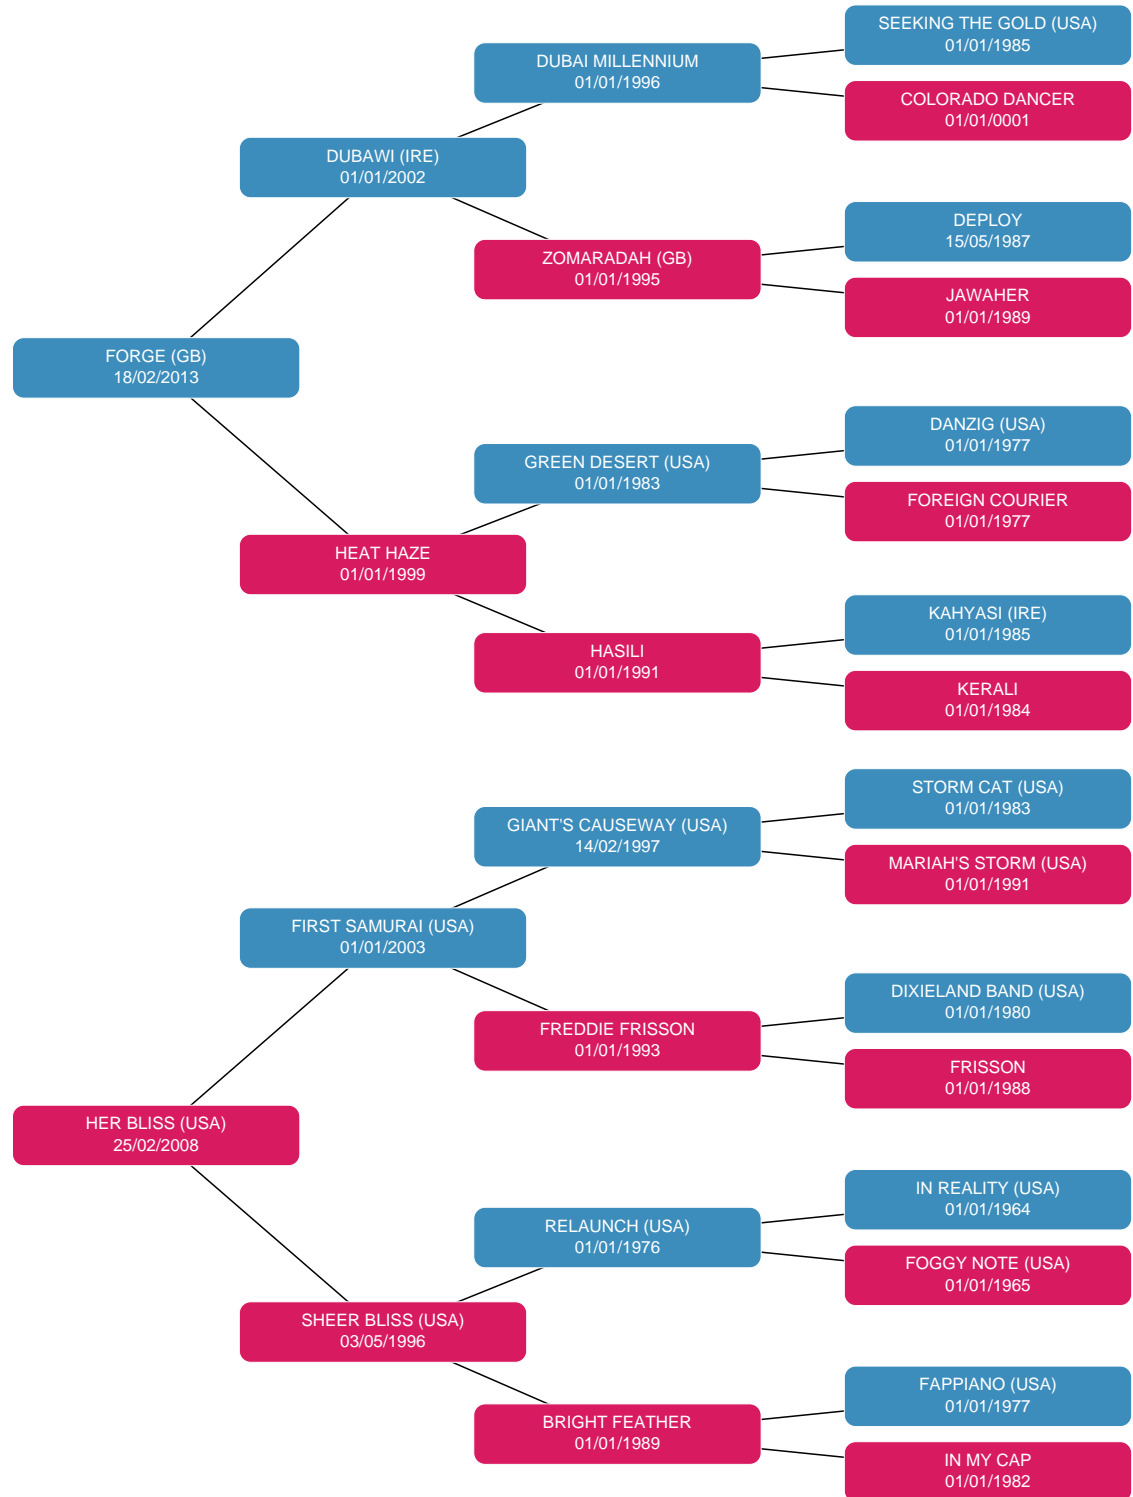 SEEKING THE GOLD (USA)
01/01/1985
DUBAI MILLENNIUM
01/01/1996
COLORADO DANCER
01/01/0001
DUBAWI (IRE)
01/01/2002
DEPLOY
15/05/1987
ZOMARADAH (GB)
01/01/1995
JAWAHER
01/01/1989
FORGE (GB)
18/02/2013
DANZIG (USA)
01/01/1977
GREEN DESERT (USA)
01/01/1983
FOREIGN COURIER
01/01/1977
HEAT HAZE
01/01/1999
KAHYASI (IRE)
01/01/1985
HASILI
01/01/1991
KERALI
01/01/1984
STORM CAT (USA)
01/01/1983
GIANT'S CAUSEWAY (USA)
14/02/1997
MARIAH'S STORM (USA)
01/01/1991
FIRST SAMURAI (USA)
01/01/2003
DIXIELAND BAND (USA)
01/01/1980
FREDDIE FRISSON
01/01/1993
FRISSON
01/01/1988
HER BLISS (USA)
25/02/2008
IN REALITY (USA)
01/01/1964
RELAUNCH (USA)
01/01/1976
FOGGY NOTE (USA)
01/01/1965
SHEER BLISS (USA)
03/05/1996
FAPPIANO (USA)
01/01/1977
BRIGHT FEATHER
01/01/1989
IN MY CAP
01/01/1982